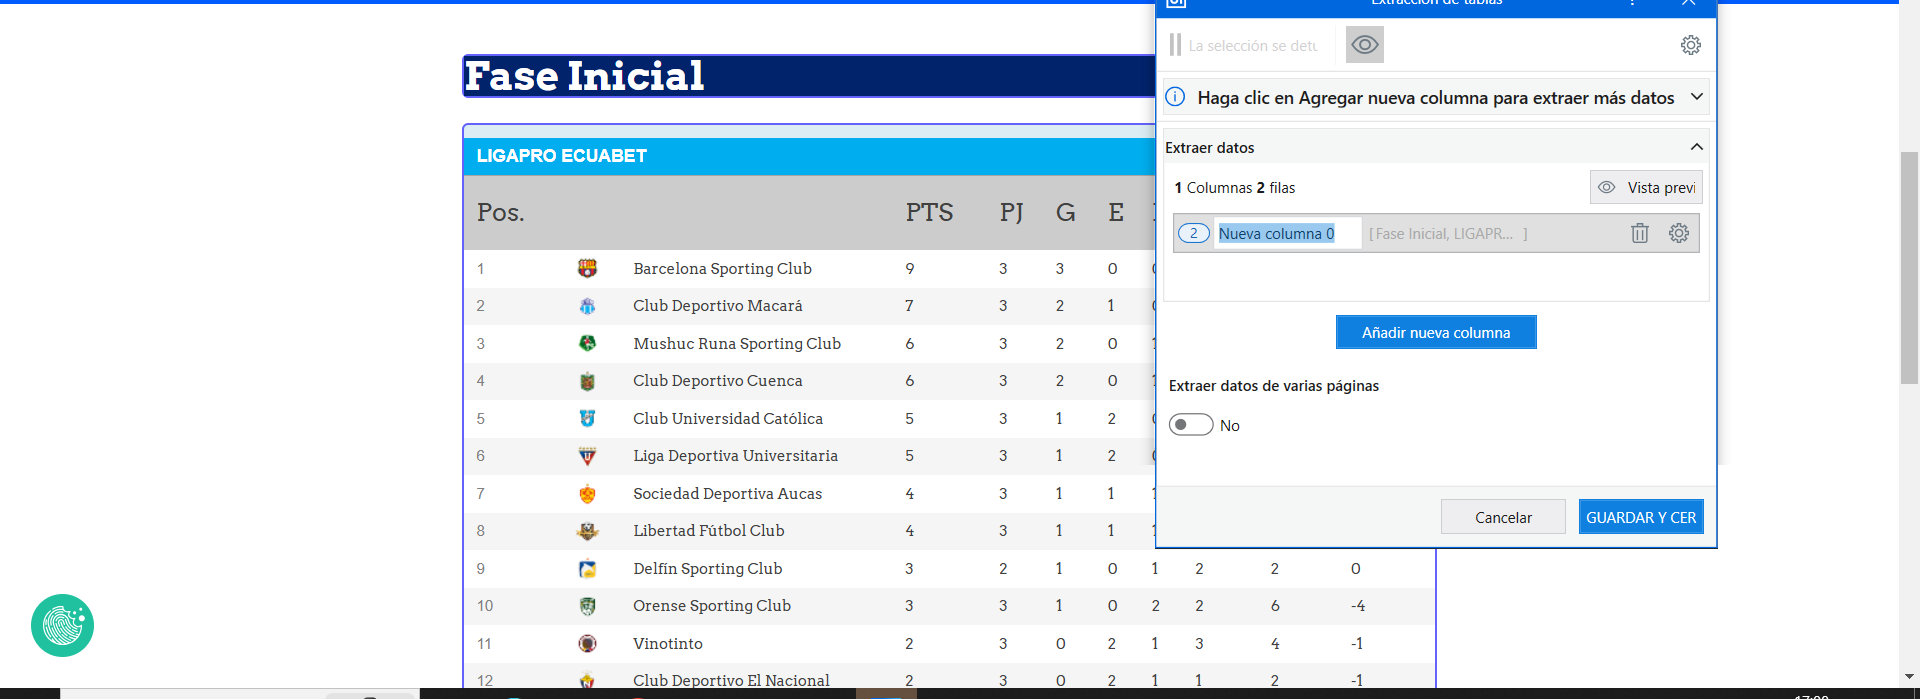 Extracción de tablas
La selección se detu
Fase Inicial
Haga clic en Agregar nueva columna para extraer más datos
Extraer datos
1 Columnas 2 filas
Vista previ
2 Nueva columna 0 [ Fase Inicial, LIGAPR... ]
Añadir nueva columna
Extraer datos de varias páginas
No
Cancelar
GUARDAR Y CER
LIGAPRO ECUABET
Pos. PTS PJ G E
1 Barcelona Sporting Club 9 3 3 0
2 Club Deportivo Macará 7 3 2 1
3 Mushuc Runa Sporting Club 6 3 2 0
4 Club Deportivo Cuenca 6 3 2 0
5 Club Universidad Católica 5 3 1 2
6 Liga Deportiva Universitaria 5 3 1 2
7 Sociedad Deportiva Aucas 4 3 1 1
8 Libertad Fútbol Club 4 3 1 1
9 Delfín Sporting Club 3 2 1 0 1 2 2 0
10 Orense Sporting Club 3 3 1 0 2 2 6 -4
11 Vinotinto 2 3 0 2 1 3 4 -1
12 Club Deportivo El Nacional 2 3 0 2 1 1 2 -1